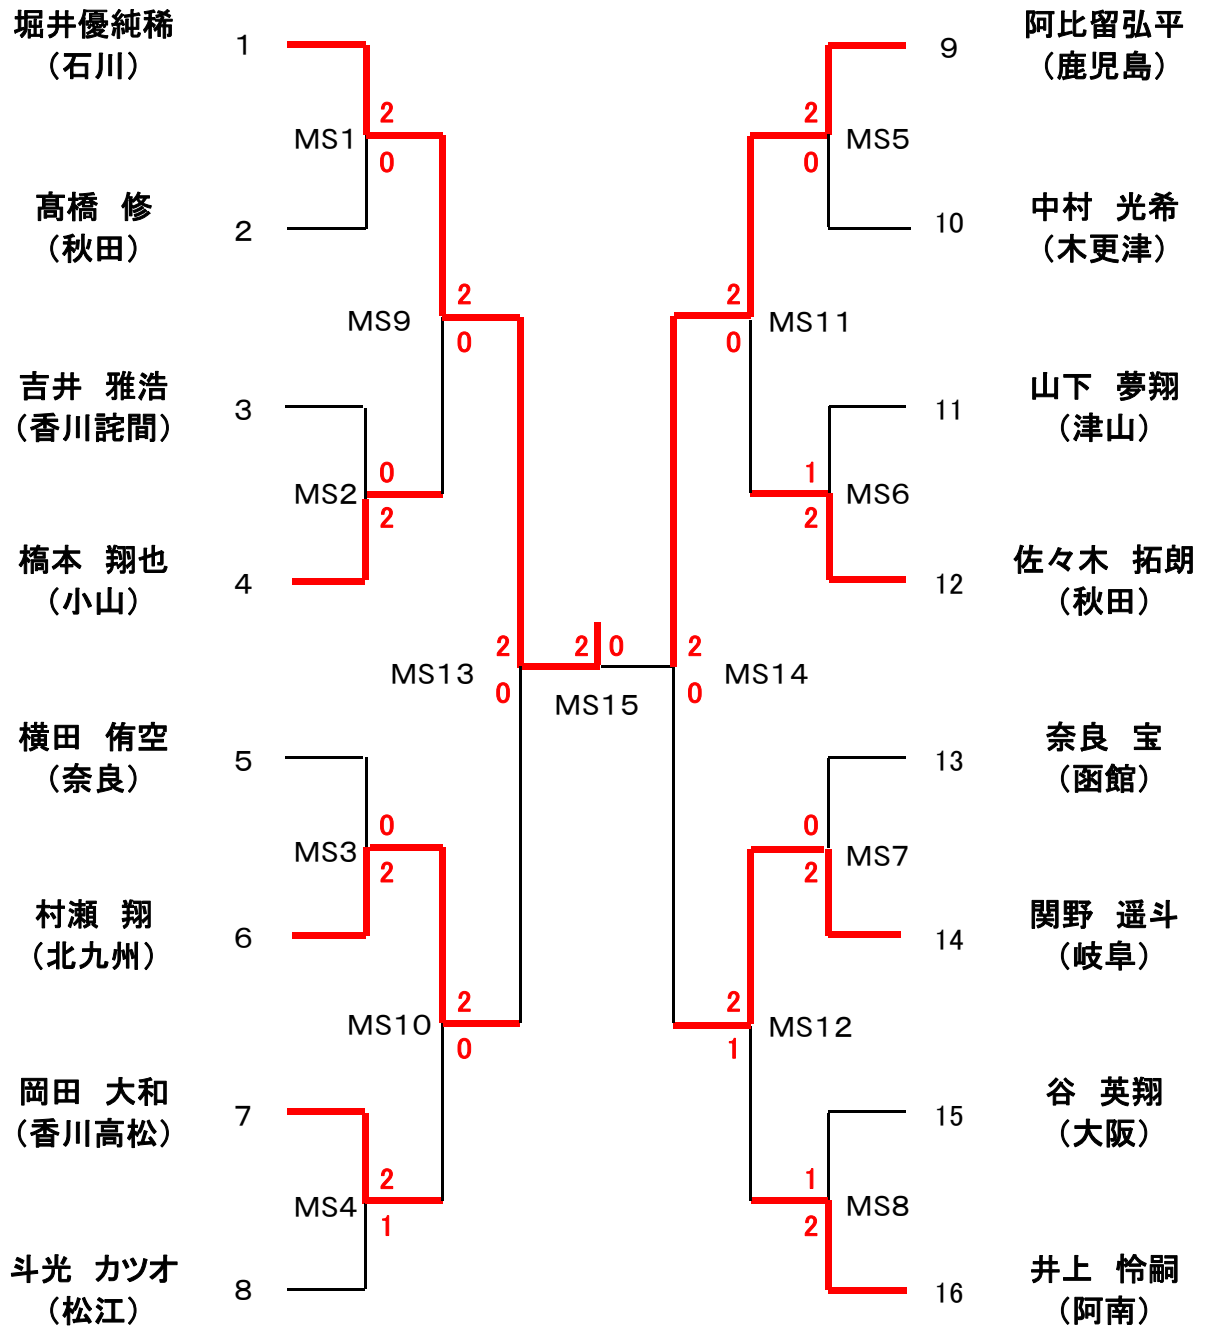 堀井優純稀
（石川）
1
2
MS1
0
髙橋　修
（秋田）
2
2
MS9
0
吉井　雅浩
（香川詫間）
3
0
MS2
2
橋本　翔也
（小山）
4
2
MS13
0
2
0
MS15
横田　侑空
（奈良）
5
0
MS3
2
村瀬　翔
（北九州）
6
2
MS10
0
岡田　大和
（香川高松）
7
2
MS4
1
斗光　カツオ
（松江）
8
阿比留弘平
（鹿児島）
9
2
MS5
0
中村　光希
（木更津）
10
2
MS11
0
山下　夢翔
（津山）
11
1
MS6
2
佐々木　拓朗
（秋田）
12
2
MS14
0
奈良　宝
（函館）
13
0
MS7
2
関野　遥斗
（岐阜）
14
2
MS12
1
谷　英翔
（大阪）
15
1
MS8
2
井上　怜嗣
（阿南）
16